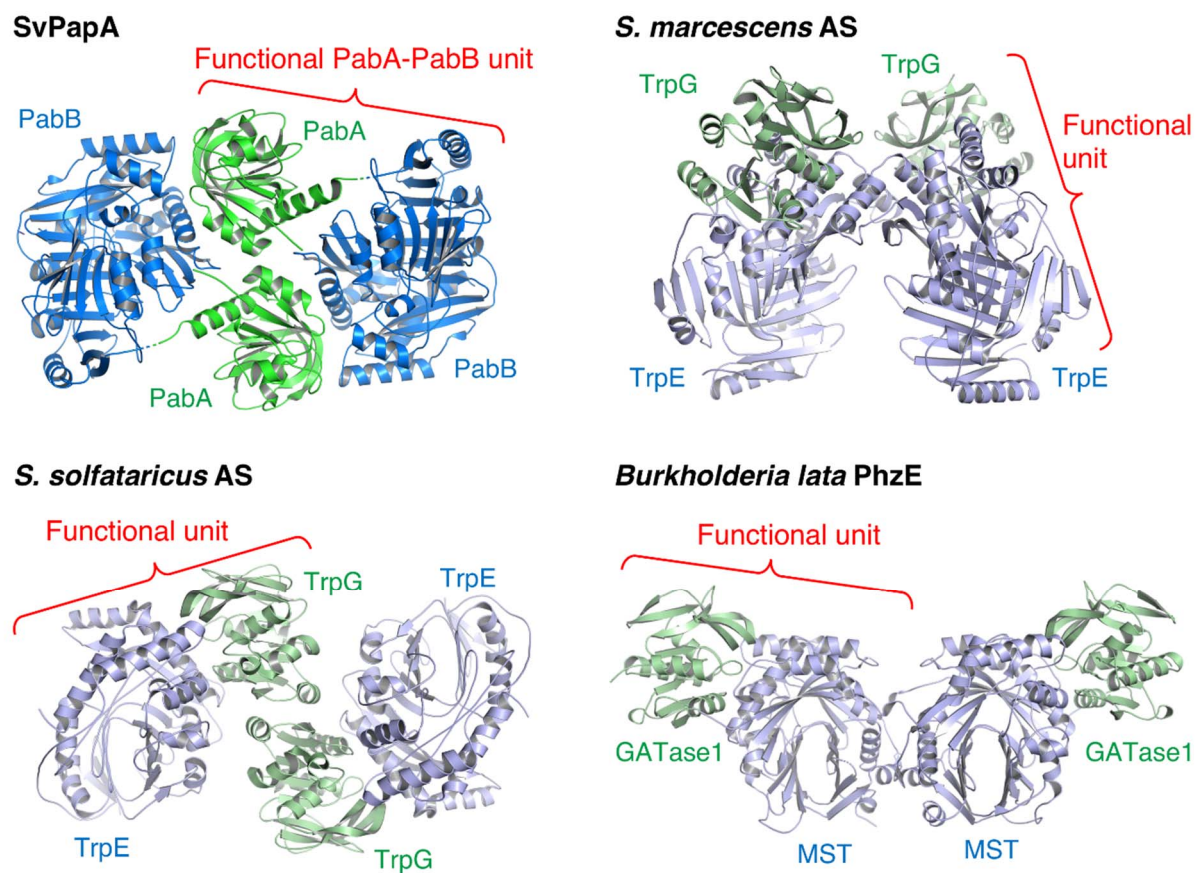 SvPapA
Functional PabA-PabB unit
PabB
PabA
PabA
PabB
S. marcescens AS
TrpG
TrpG
Functional
unit
TrpE
TrpE
S. solfataricus AS
Functional unit
TrpG
TrpE
TrpE
TrpG
Burkholderia lata PhzE
Functional unit
GATase1
GATase1
MST
MST